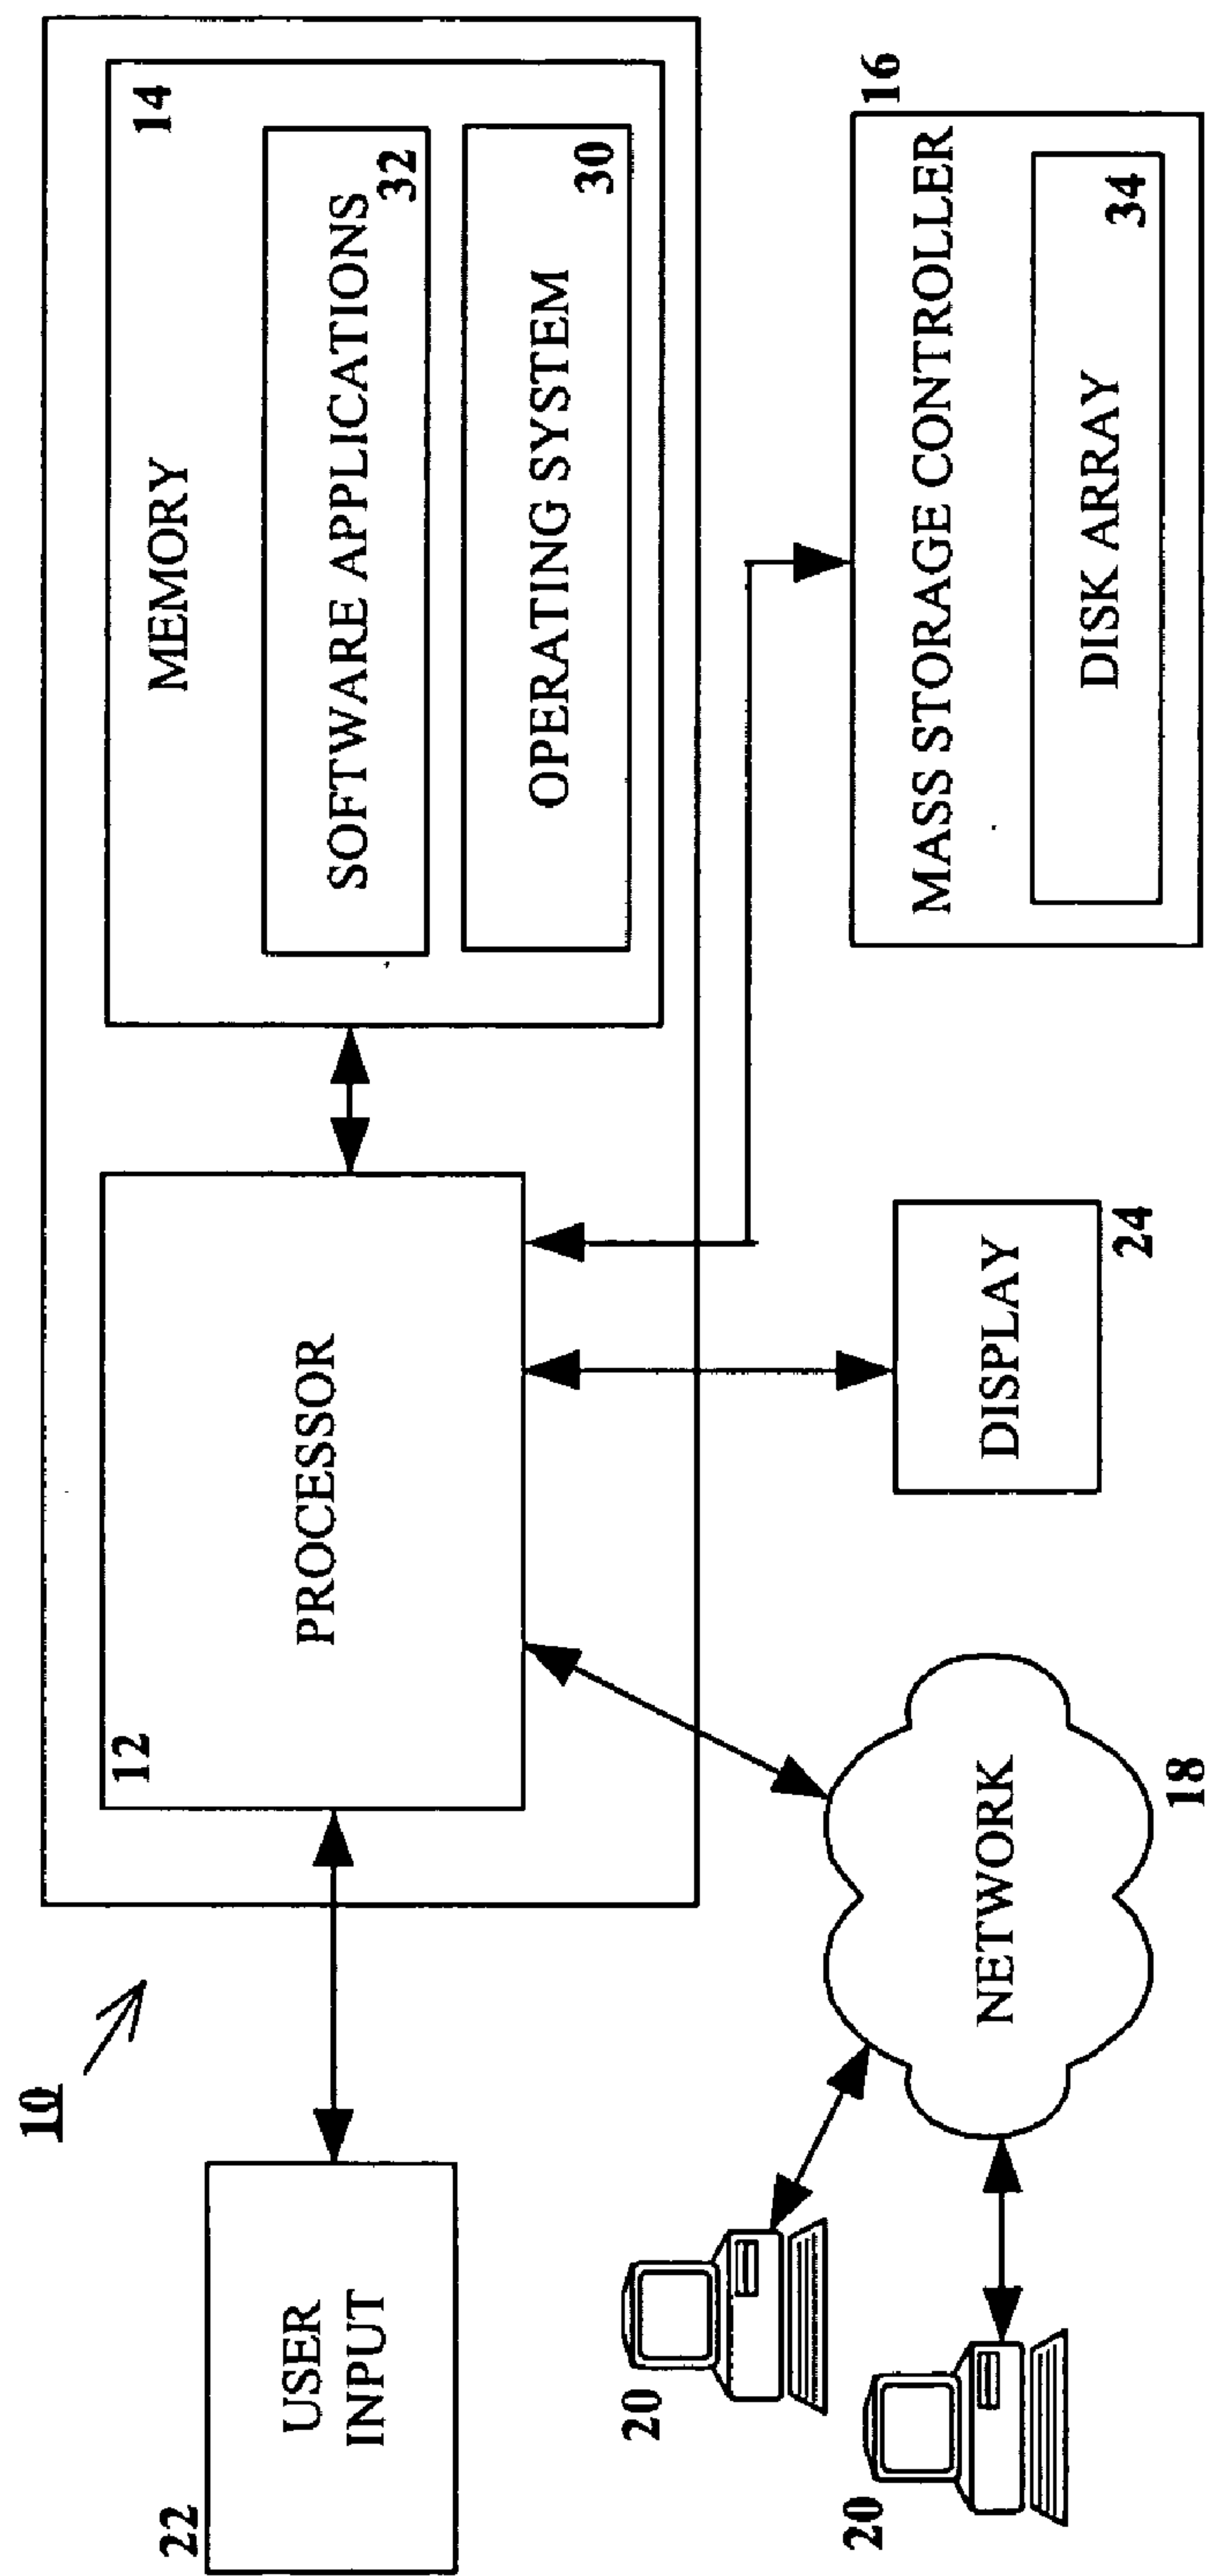 10
22
USER
INPUT
12
PROCESSOR
MEMORY
14
SOFTWARE APPLICATIONS
32
OPERATING SYSTEM
30
20
20
NETWORK
18
DISPLAY
24
16
MASS STORAGE CONTROLLER
DISK ARRAY
34